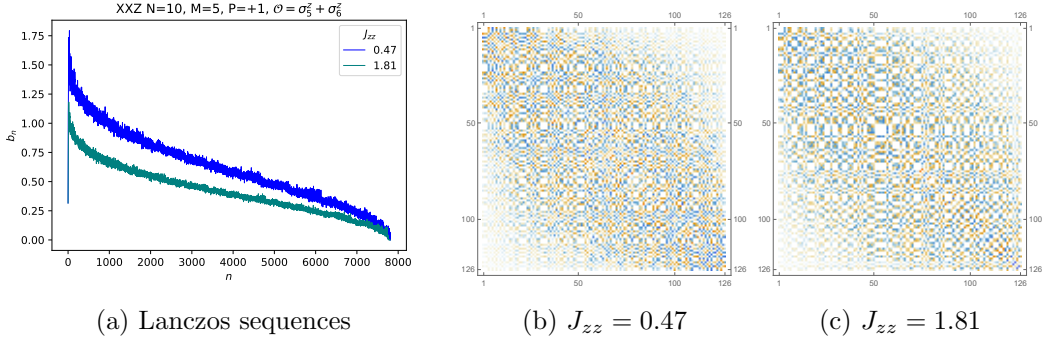 XXZ N=10, M=5, P=+1, 𝒪 = σ₅ᶻ + σ₆ᶻ
J_zz
0.47
1.81
b_n
1.75
1.50
1.25
1.00
0.75
0.50
0.25
0.00
0 1000 2000 3000 4000 5000 6000 7000 8000
n
(a) Lanczos sequences
1 50 100 126
1 1
50 50
100 100
126 126
1 50 100 126
(b) J_zz = 0.47
1 50 100 126
1 1
50 50
100 100
126 126
1 50 100 126
(c) J_zz = 1.81